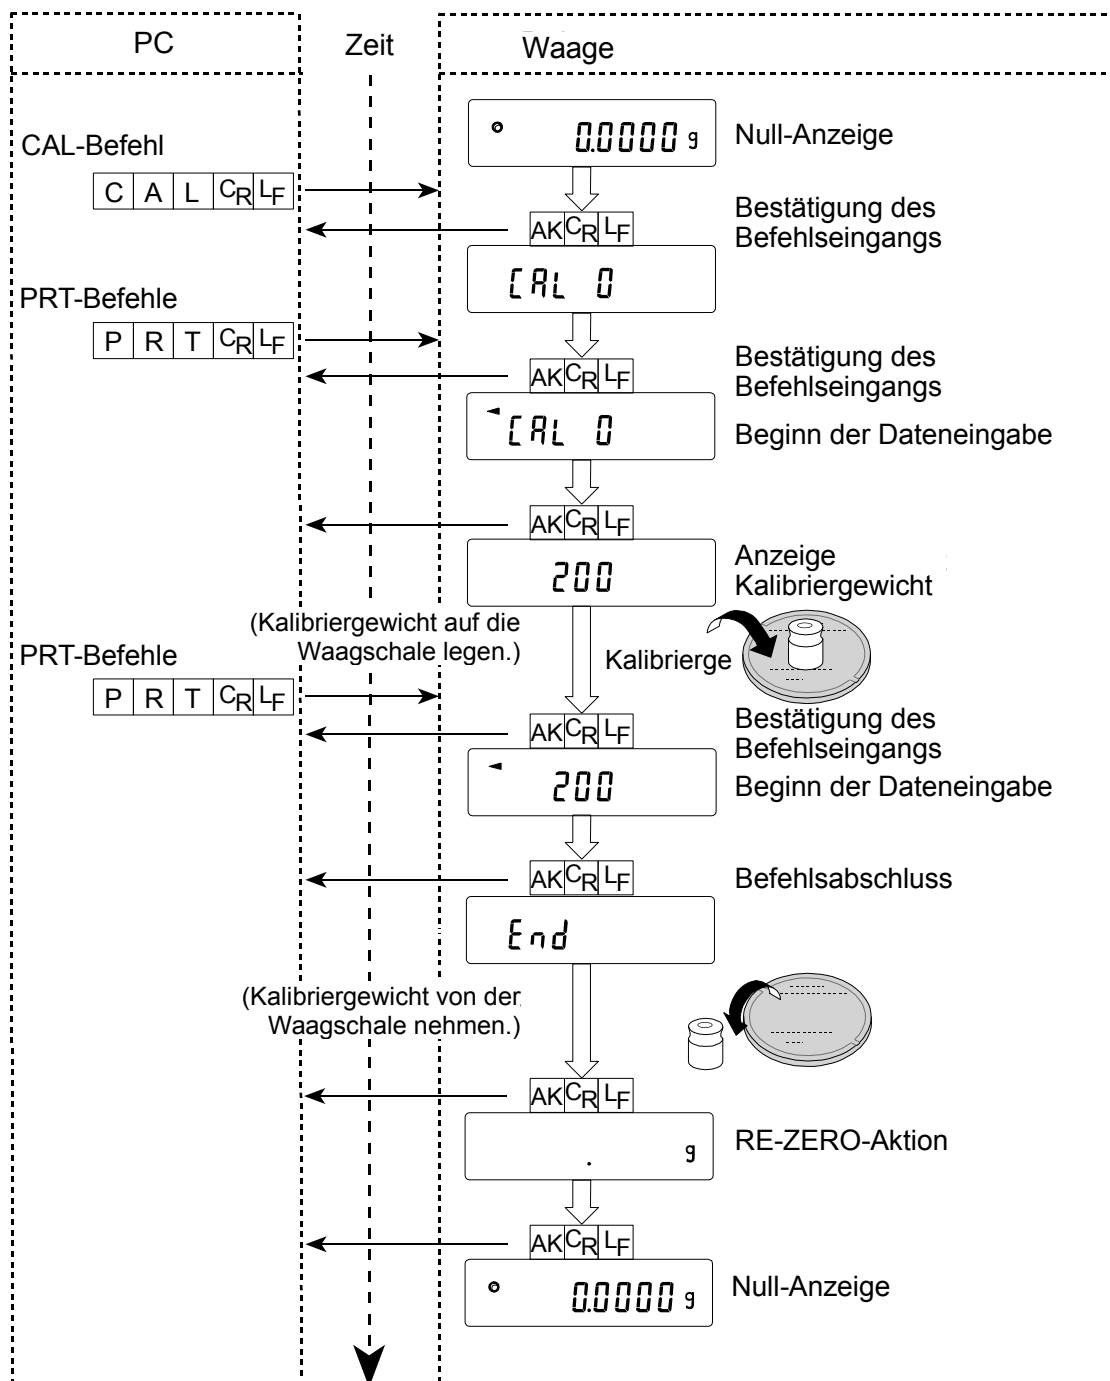 PC
Zeit
Waage
0.0000 g
Null-Anzeige
CAL-Befehl
C A L CR LF
Bestätigung des
Befehlseingangs
AK CR LF
CAL 0
PRT-Befehle
P R T CR LF
Bestätigung des
Befehlseingangs
AK CR LF
CAL 0
Beginn der Dateneingabe
AK CR LF
200
Anzeige
Kalibriergewicht
(Kalibriergewicht auf die
Waagschale legen.)
Kalibrierge
PRT-Befehle
P R T CR LF
Bestätigung des
Befehlseingangs
AK CR LF
200
Beginn der Dateneingabe
AK CR LF
Befehlsabschluss
End
(Kalibriergewicht von der
Waagschale nehmen.)
AK CR LF
. g
RE-ZERO-Aktion
AK CR LF
0.0000 g
Null-Anzeige